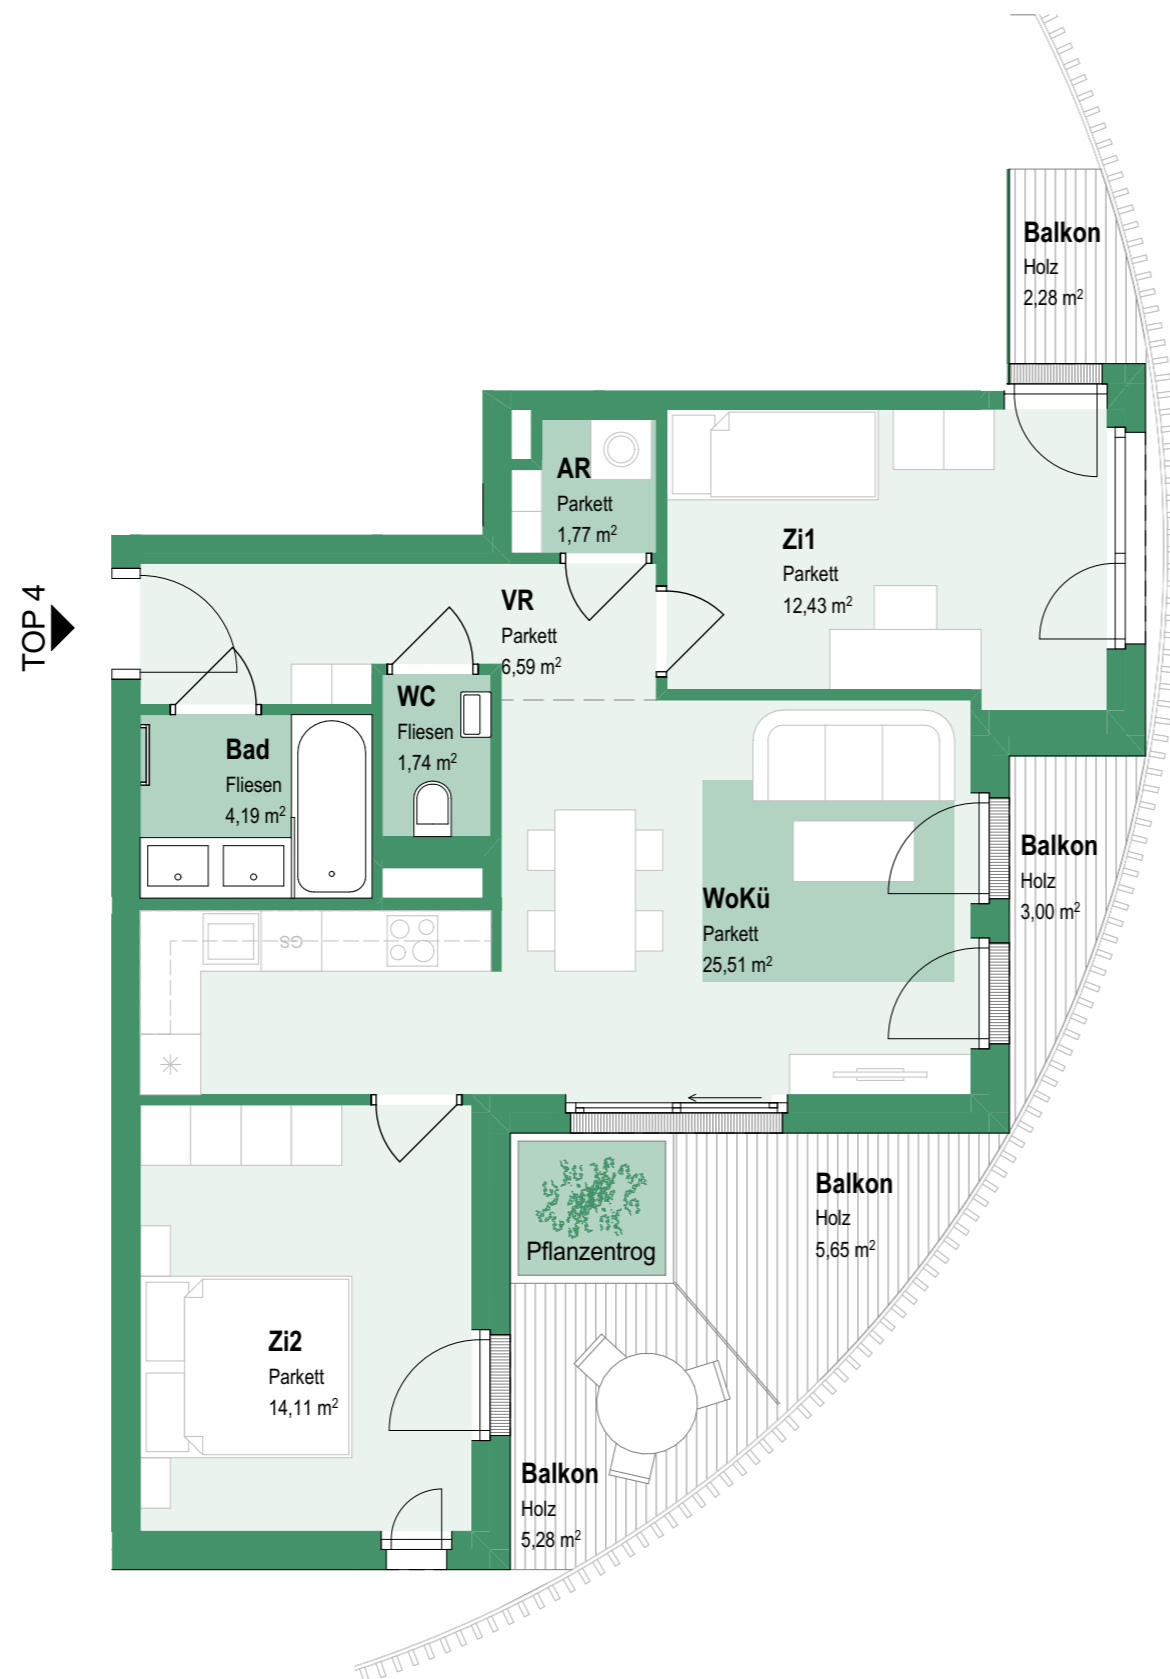 Balkon
Holz
2,28 m²
AR
Parkett
1,77 m²
Zi1
Parkett
12,43 m²
TOP 4
VR
Parkett
6,59 m²
WC
Fliesen
1,74 m²
Bad
Fliesen
4,19 m²
Balkon
Holz
3,00 m²
WoKü
Parkett
25,51 m²
GS
Balkon
Holz
5,65 m²
Pflanzentrog
Zi2
Parkett
14,11 m²
Balkon
Holz
5,28 m²